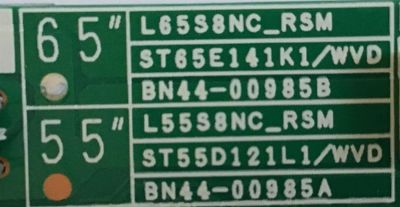 65" L65S8NC_RSM
ST65E141K1/WVD
BN44-00985B
55" L55S8NC_RSM
ST55D121L1/WVD
BN44-00985A